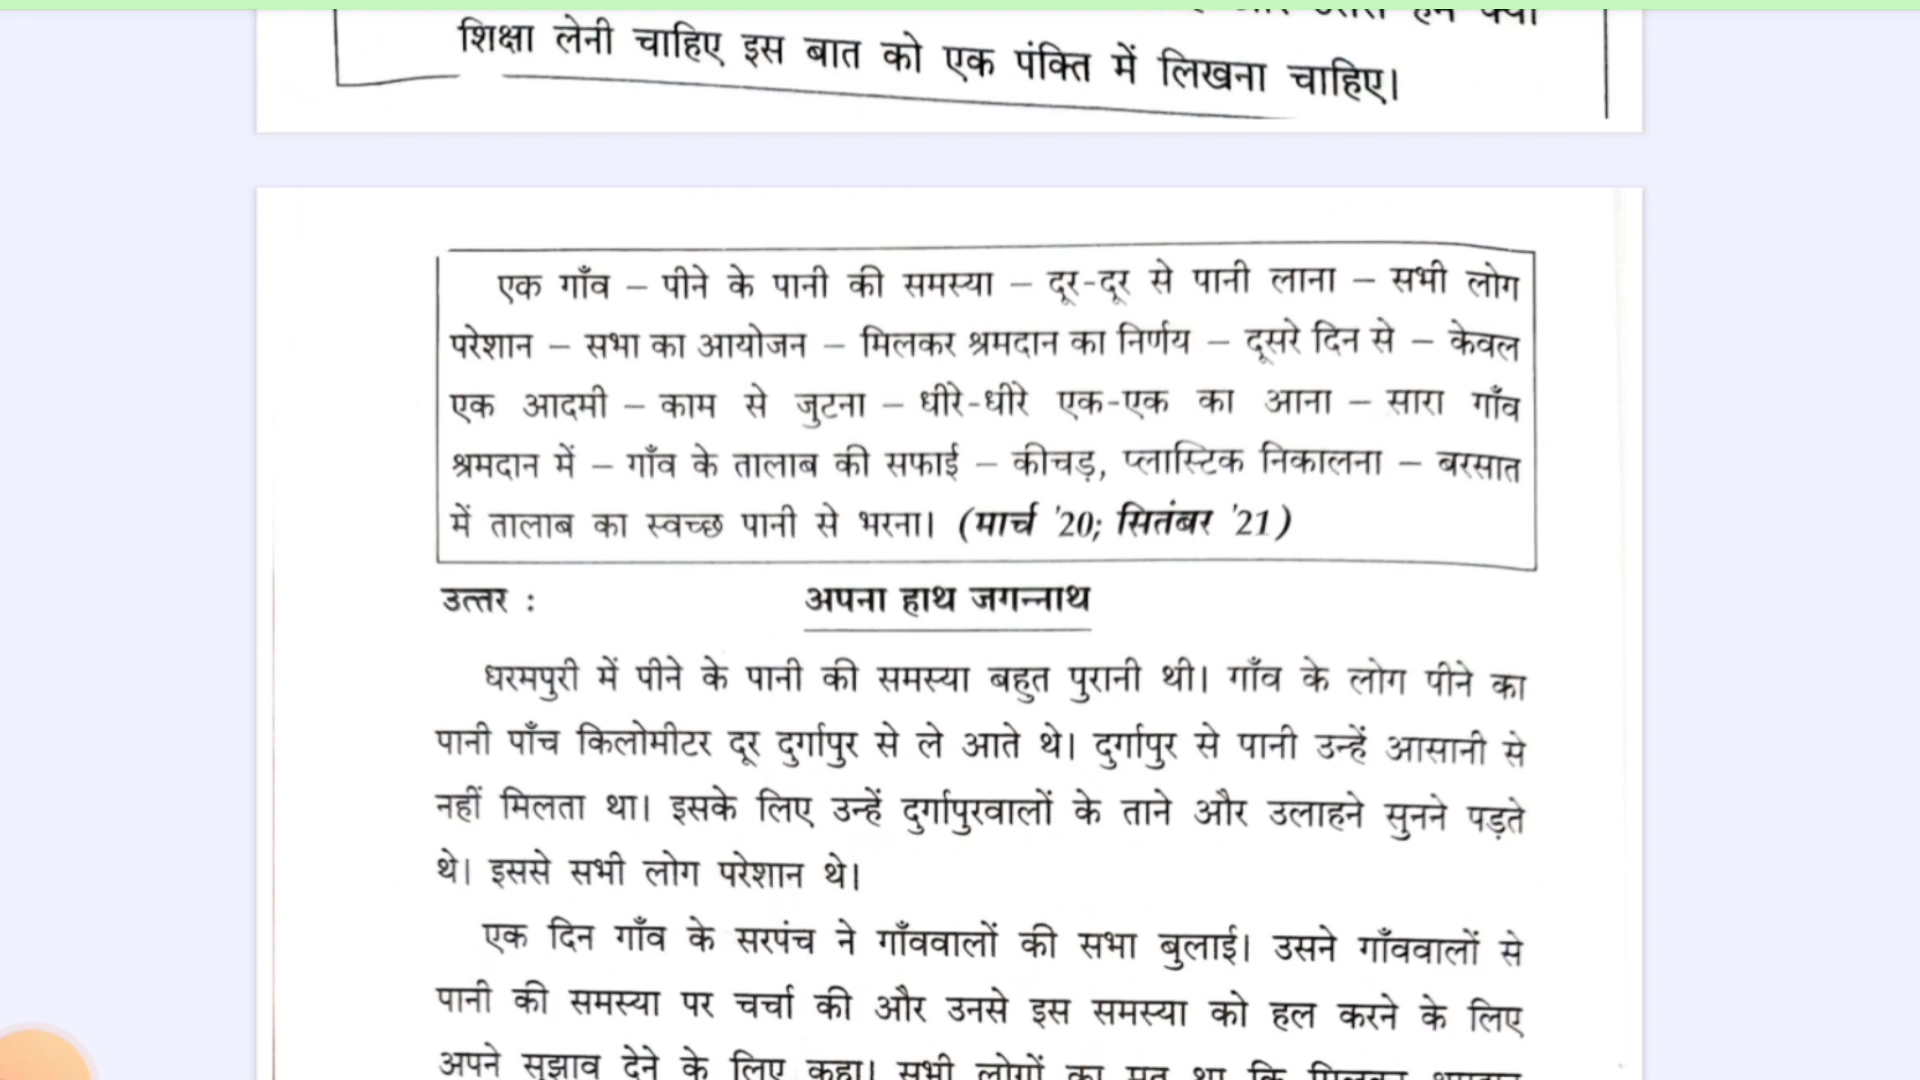 हम क्या
शिक्षा लेनी चाहिए इस बात को एक पंक्ति में लिखना चाहिए।
एक गाँव – पीने के पानी की समस्या – दूर-दूर से पानी लाना – सभी लोग
परेशान – सभा का आयोजन – मिलकर श्रमदान का निर्णय – दूसरे दिन से – केवल
एक आदमी – काम से जुटना – धीरे-धीरे एक-एक का आना – सारा गाँव
श्रमदान में – गाँव के तालाब की सफाई – कीचड़, प्लास्टिक निकालना – बरसात
में तालाब का स्वच्छ पानी से भरना। (मार्च '20; सितंबर '21)
उत्तर : अपना हाथ जगन्नाथ
धरमपुरी में पीने के पानी की समस्या बहुत पुरानी थी। गाँव के लोग पीने का
पानी पाँच किलोमीटर दूर दुर्गापुर से ले आते थे। दुर्गापुर से पानी उन्हें आसानी से
नहीं मिलता था। इसके लिए उन्हें दुर्गापुरवालों के ताने और उलाहने सुनने पड़ते
थे। इससे सभी लोग परेशान थे।
एक दिन गाँव के सरपंच ने गाँववालों की सभा बुलाई। उसने गाँववालों से
पानी की समस्या पर चर्चा की और उनसे इस समस्या को हल करने के लिए
अपने सुझाव देने के लिए कहा। सभी लोगों का मत था कि मिलकर श्रमदान